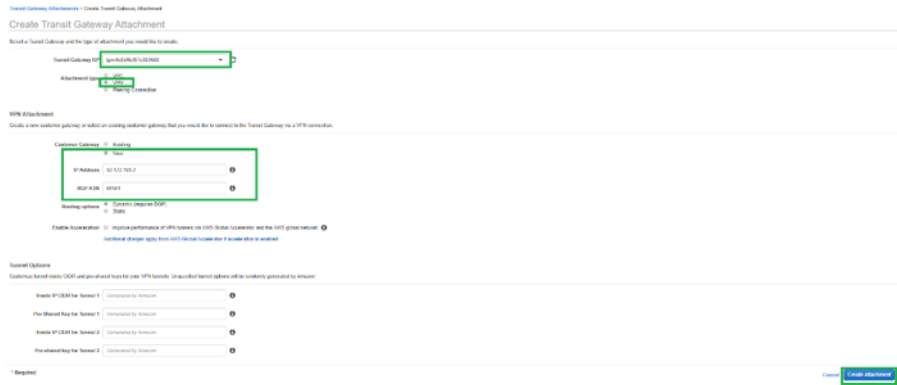 Transit Gateway Attachments > Create Transit Gateway Attachment
Create Transit Gateway Attachment
Select a Transit Gateway and the type of attachment you would like to create.
Transit Gateway ID*
Attachment type
VPC
VPN
Peering Connection
VPN Attachment
Create a new customer gateway or select an existing customer gateway that you would like to connect to the Transit Gateway via a VPN connection.
Customer Gateway
Existing
New
IP Address
BGP ASN
Routing options
Dynamic (requires BGP)
Static
Enable Acceleration
Improve performance of VPN tunnels via AWS Global Accelerator and the AWS global network
Additional charges apply from AWS Global Accelerator if acceleration is enabled
Tunnel Options
Customize tunnel inside CIDR and pre-shared keys for your VPN tunnels. Unspecified tunnel options will be randomly generated by Amazon.
Inside IP CIDR for Tunnel 1 Generated by Amazon
Pre-Shared Key for Tunnel 1 Generated by Amazon
Inside IP CIDR for Tunnel 2 Generated by Amazon
Pre-shared Key for Tunnel 2 Generated by Amazon
* Required
Cancel Create attachment